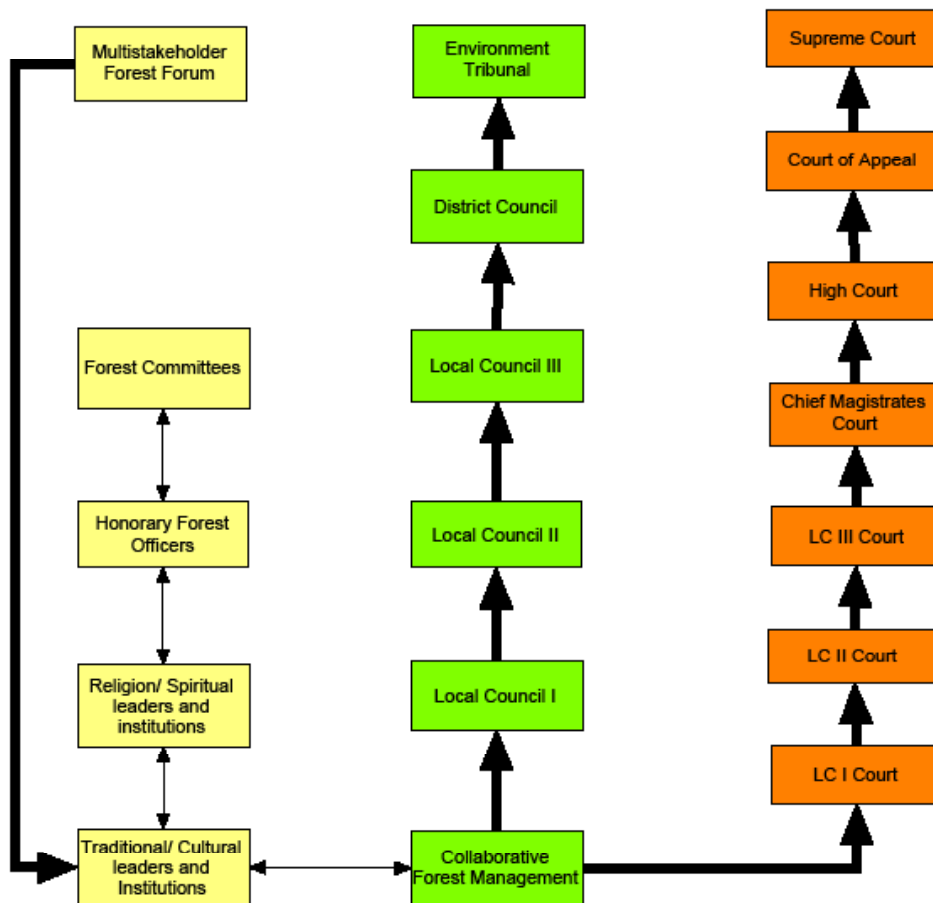 Multistakeholder
Forest Forum
Forest Committees
Honorary Forest
Officers
Religion/ Spiritual
leaders and
institutions
Traditional/ Cultural
leaders and
Institutions
Environment
Tribunal
District Council
Local Council III
Local Council II
Local Council I
Collaborative
Forest Management
Supreme Court
Court of Appeal
High Court
Chief Magistrates
Court
LC III Court
LC II Court
LC I Court